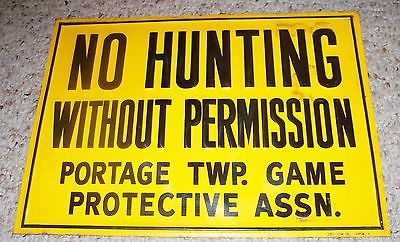 NO HUNTING
WITHOUT PERMISSION
PORTAGE TWP. GAME
PROTECTIVE ASSN.